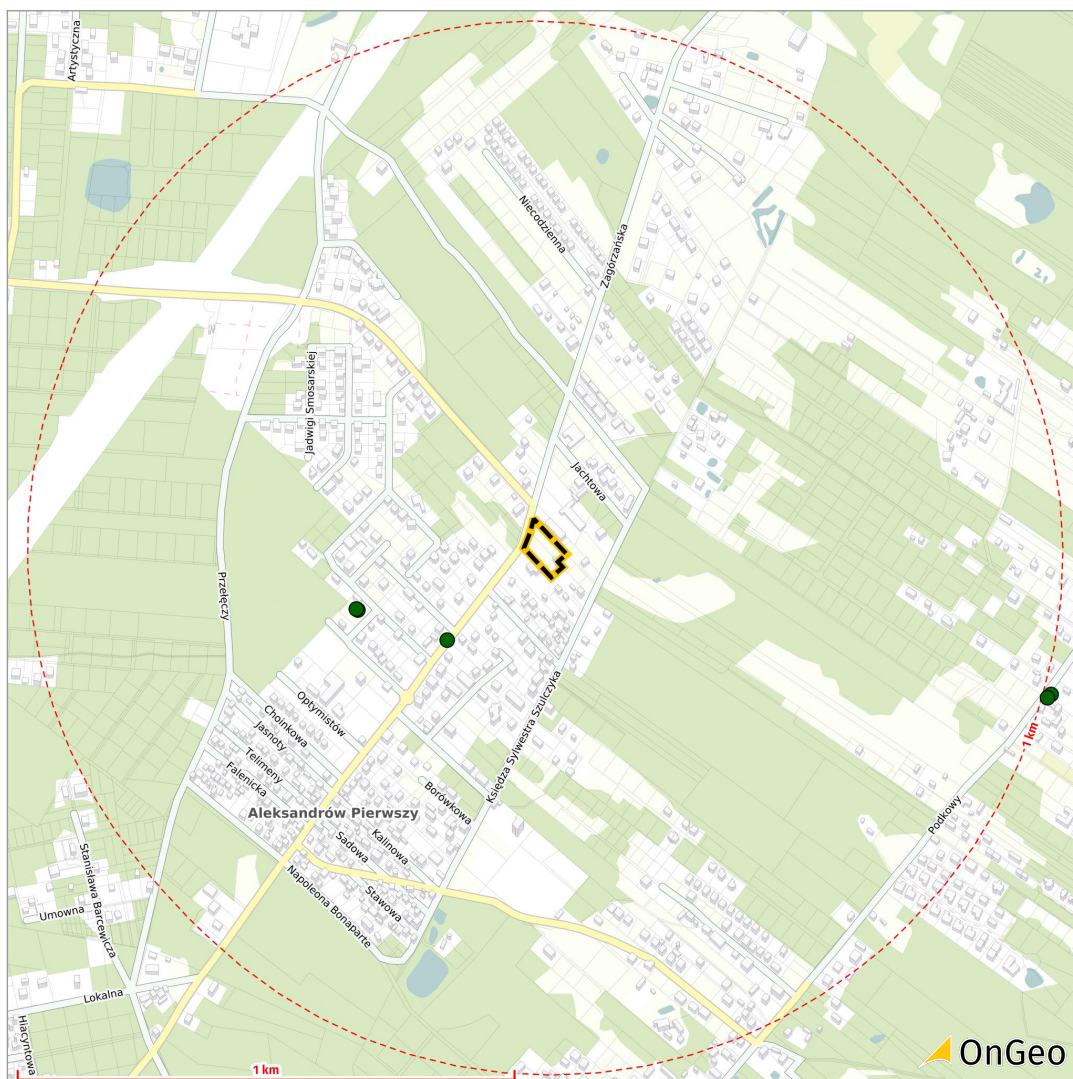 Artystyczna
Niecodzienna
Zagórzańska
Jadwigi Smosarskiej
Jachtowa
Przełęczy
Optymistów
Choinkowa
Jasnoty
Telimeny
Falenicka
Księdza Sylwestra Szulczyka
1 km
Borówkowa
Podkowy
Aleksandrów Pierwszy
Kalinowa
Sadowa
Stawowa
Napoleona Bonaparte
Stanisława Barcewicza
Umowna
Lokalna
Hiacyntowa
1 km
OnGeo